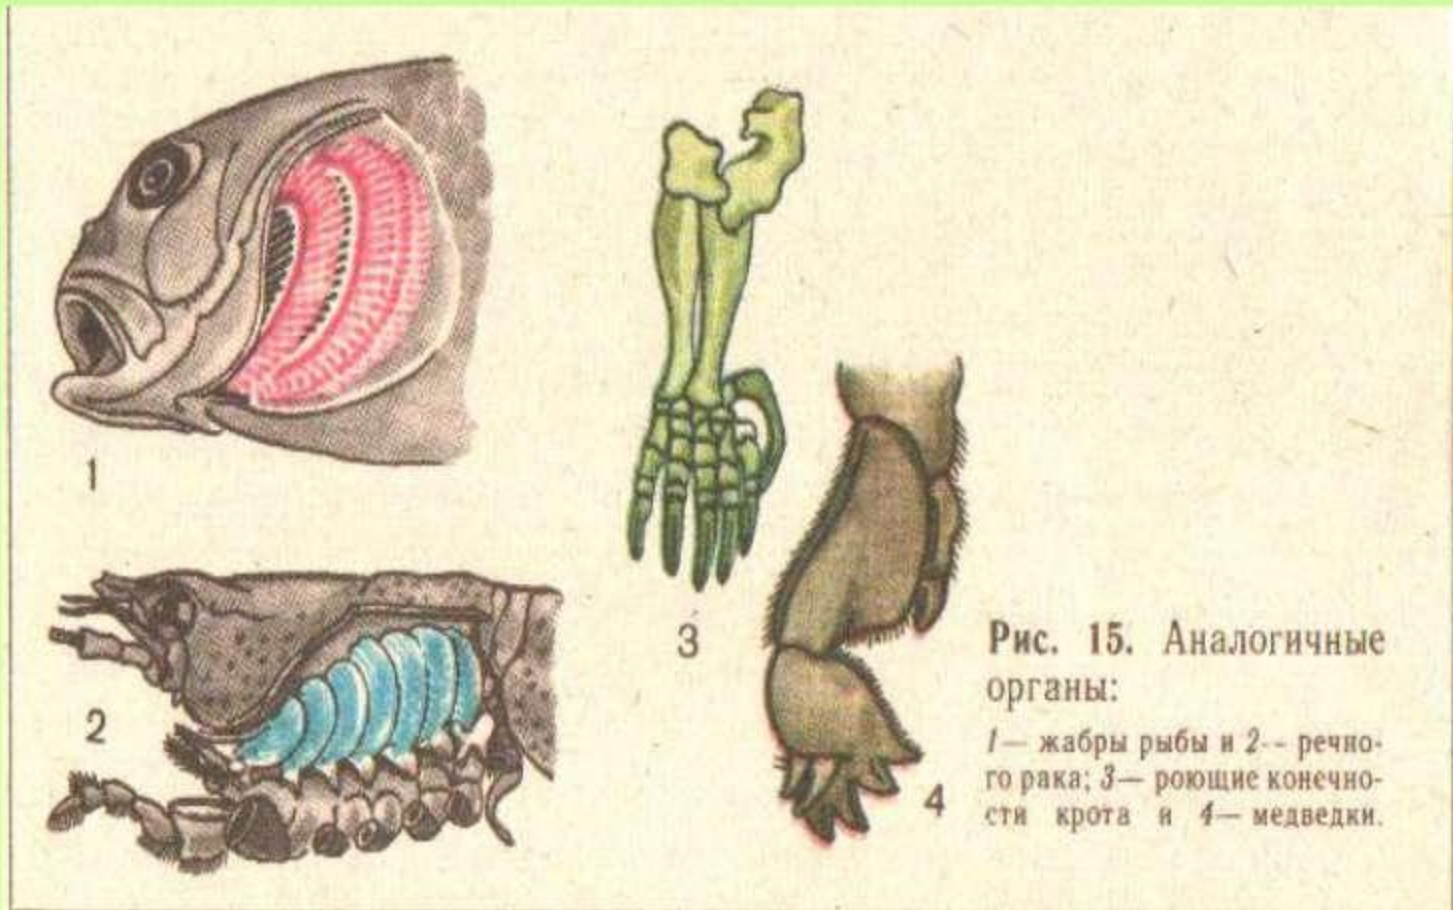 1
2
3
4
Рис. 15. Аналогичные
органы:
1— жабры рыбы и 2-- речно-
го рака; 3— роющие конечно-
сти крота и 4— медведки.